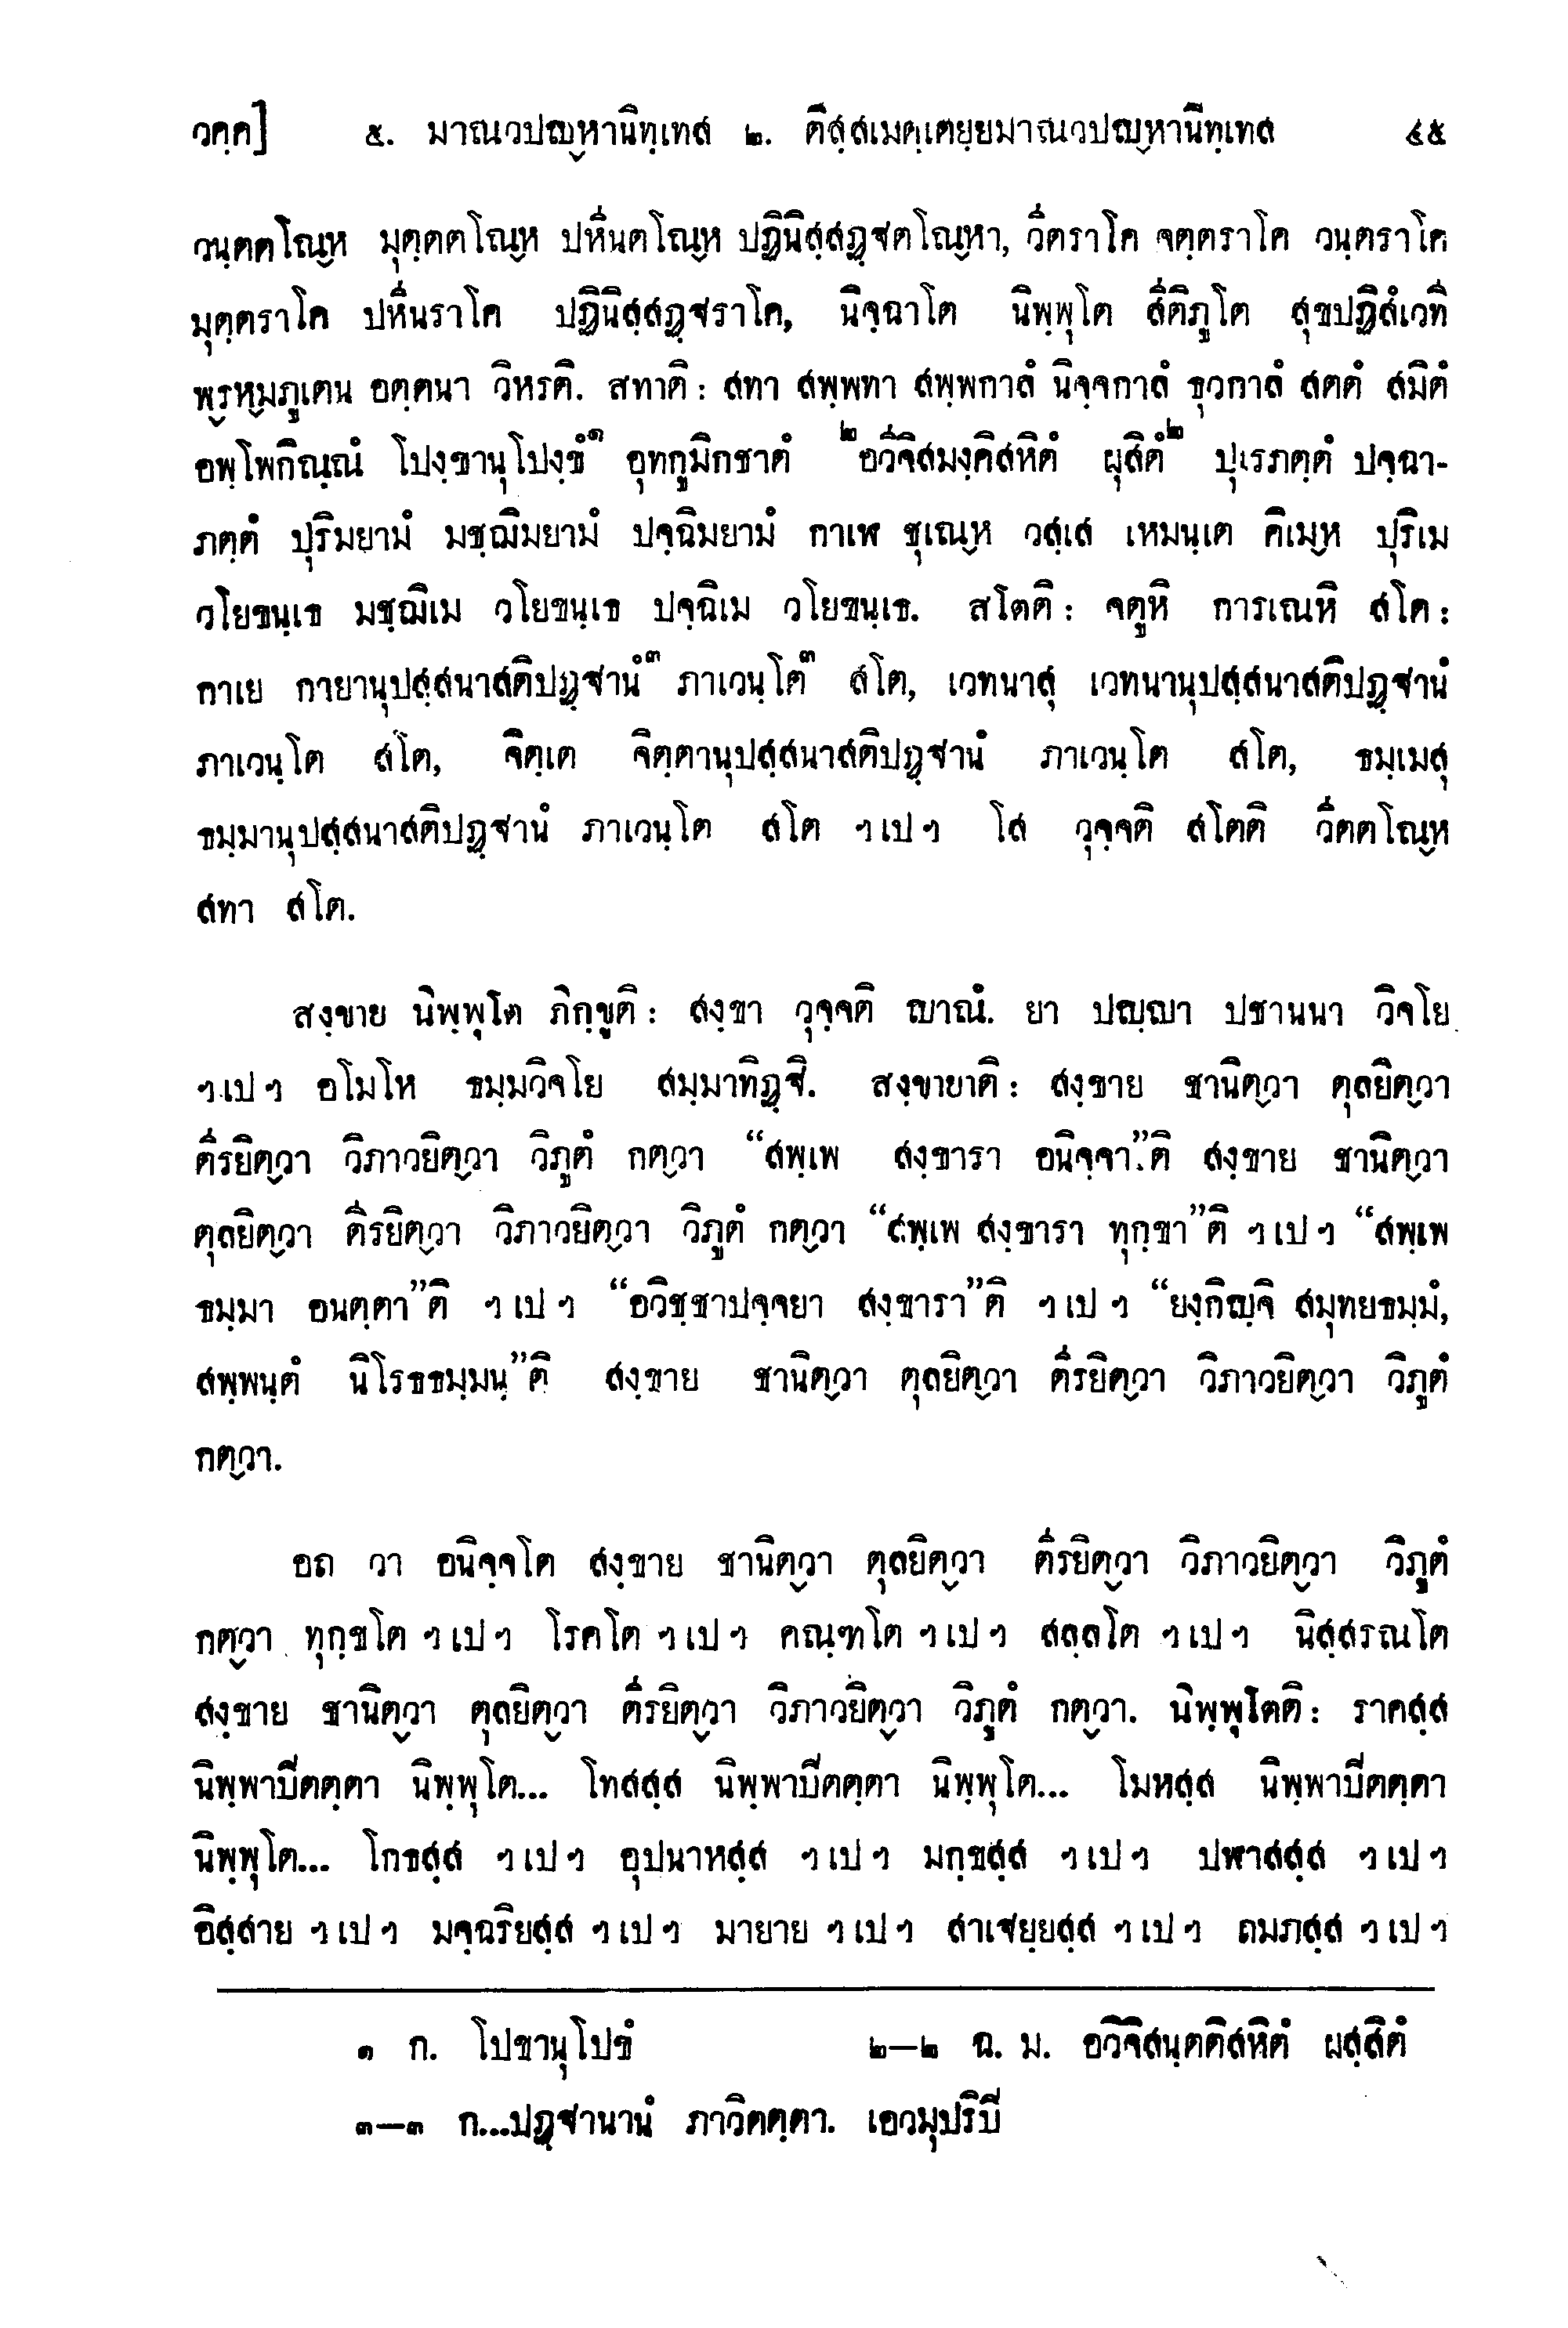 วคฺค] ๕. มาณวปญฺหานิทฺเทส ๒. ติสฺสเมตฺเตยฺยมาณวปญฺหานิทฺเทส ๔๕
วนฺตตโณฺห มุตฺตตโณฺห ปหีนตโณฺห ปฏินิสฺสฏฺฐตโณฺหา, วีตราโค จตฺตราโค วนฺตราโค
มุตฺตราโค ปหีนราโค ปฏินิสฺสฏฺฐราโค, นิจฺฉาโต นิพฺพุโต สีติภูโต สุขปฏิสํเวที
พฺรหฺมภูเตน อตฺตนา วิหรติ. สทาติ : สทา สพฺพทา สพฺพกาลํ นิจฺจกาลํ ธุวกาลํ สตตํ สมิตํ
อพฺโพกิณฺณํ โปงฺขานุโปงฺขํ๑ อุทกูมิกชาตํ ๒อวีจิสมงฺคิสหิตํ ผุสิตํ๒ ปุเรภตฺตํ ปจฺฉา-
ภตฺตํ ปุริมยามํ มชฺฌิมยามํ ปจฺฉิมยามํ กาเฬ ชุเณฺห วสฺเส เหมนฺเต คิเมฺห ปุริเม
วโยขนฺเธ มชฺฌิเม วโยขนฺเธ ปจฺฉิเม วโยขนฺเธ. สโตติ : จตูหิ การเณหิ สโต :
กาเย กายานุปสฺสนาสติปฏฺฐานํ๓ ภาเวนฺโต๓ สโต, เวทนาสุ เวทนานุปสฺสนาสติปฏฺฐานํ
ภาเวนฺโต สโต, จิตฺเต จิตฺตานุปสฺสนาสติปฏฺฐานํ ภาเวนฺโต สโต, ธมฺเมสุ
ธมฺมานุปสฺสนาสติปฏฺฐานํ ภาเวนฺโต สโต ฯเปฯ โส วุจฺจติ สโตติ วีตตโณฺห
สทา สโต.
สงฺขาย นิพฺพุโต ภิกฺขูติ : สงฺขา วุจฺจติ ญาณํ. ยา ปญฺญา ปชานนา วิจโย
ฯเปฯ อโมโห ธมฺมวิจโย สมฺมาทิฏฺฐิ. สงฺขายาติ : สงฺขาย ชานิตฺวา ตุลยิตฺวา
ตีรยิตฺวา วิภาวยิตฺวา วิภูตํ กตฺวา “สพฺเพ สงฺขารา อนิจฺจา”ติ สงฺขาย ชานิตฺวา
ตุลยิตฺวา ตีรยิตฺวา วิภาวยิตฺวา วิภูตํ กตฺวา “สพฺเพ สงฺขารา ทุกฺขา”ติ ฯเปฯ “สพฺเพ
ธมฺมา อนตฺตา”ติ ฯเปฯ “อวิชฺชาปจฺจยา สงฺขารา”ติ ฯเปฯ “ยงฺกิญฺจิ สมุทยธมฺมํ,
สพฺพนฺตํ นิโรธธมฺมนฺ”ติ สงฺขาย ชานิตฺวา ตุลยิตฺวา ตีรยิตฺวา วิภาวยิตฺวา วิภูตํ
กตฺวา.
อถ วา อนิจฺจโต สงฺขาย ชานิตฺวา ตุลยิตฺวา ตีรยิตฺวา วิภาวยิตฺวา วิภูตํ
กตฺวา ทุกฺขโต ฯเปฯ โรคโต ฯเปฯ คณฺฑโต ฯเปฯ สลฺลโต ฯเปฯ นิสฺสรณโต
สงฺขาย ชานิตฺวา ตุลยิตฺวา ตีรยิตฺวา วิภาวยิตฺวา วิภูตํ กตฺวา. นิพฺพุโตติ : ราคสฺส
นิพฺพาปิตตฺตา นิพฺพุโต... โทสสฺส นิพฺพาปิตตฺตา นิพฺพุโต... โมหสฺส นิพฺพาปิตตฺตา
นิพฺพุโต... โกธสฺส ฯเปฯ อุปนาหสฺส ฯเปฯ มกฺขสฺส ฯเปฯ ปฬาสสฺส ฯเปฯ
อิสฺสาย ฯเปฯ มจฺฉริยสฺส ฯเปฯ มายาย ฯเปฯ สาเฐยฺยสฺส ฯเปฯ ถมฺภสฺส ฯเปฯ
๑ ก. โปขานุโปขํ ๒—๒ ฉ. ม. อวีจิสนฺตติสหิตํ ผสฺสิตํ
๓—๓ ก...ปฏฺฐานานํ ภาวิตตฺตา. เอวมุปริปิ